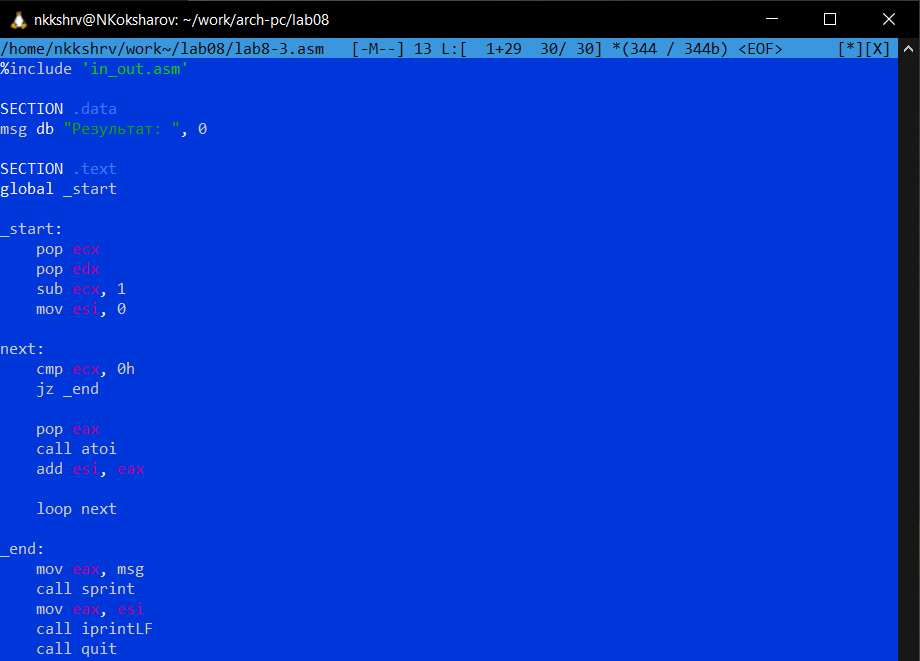 nkkshrv@NKoksharov: ~/work/arch-pc/lab08
/home/nkkshrv/work~/lab08/lab8-3.asm   [-M--] 13 L:[  1+29  30/ 30] *(344 / 344b) <EOF>      [*][X]
%include 'in_out.asm'

SECTION .data
msg db "Результат: ", 0

SECTION .text
global _start

_start:
    pop ecx
    pop edx
    sub ecx, 1
    mov esi, 0

next:
    cmp ecx, 0h
    jz _end

    pop eax
    call atoi
    add esi, eax

    loop next

_end:
    mov eax, msg
    call sprint
    mov eax, esi
    call iprintLF
    call quit